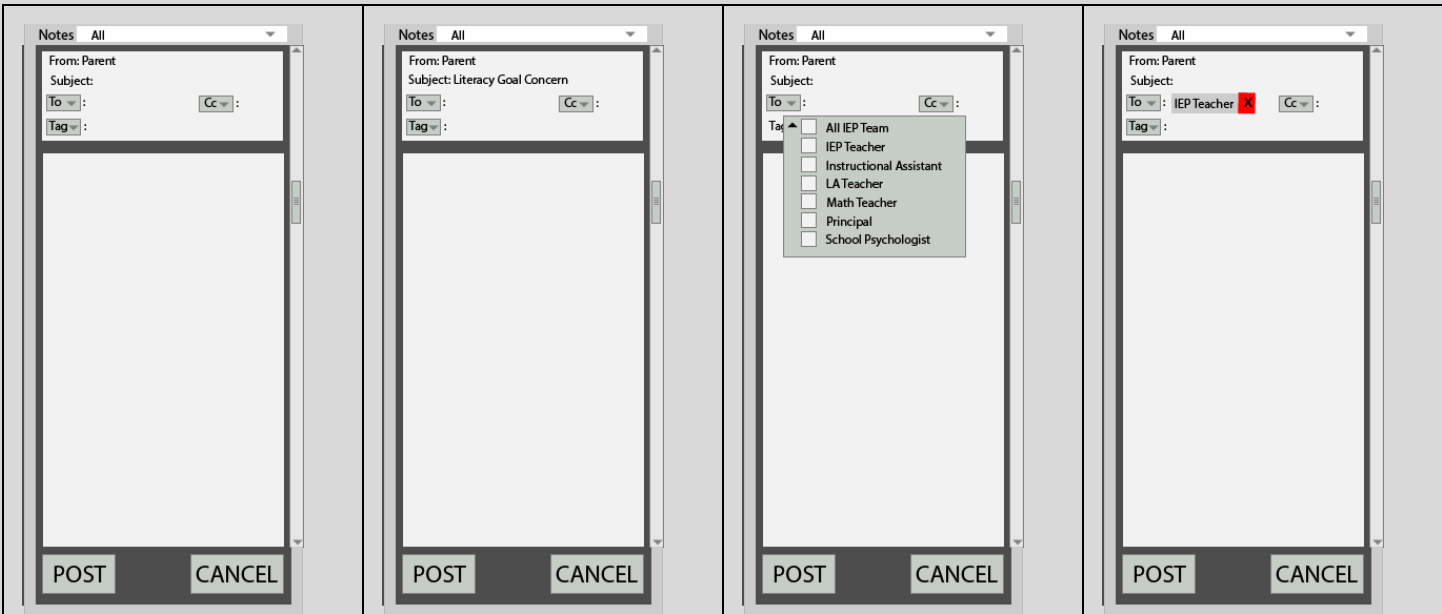 Notes All
From: Parent
Subject:
To : Cc :
Tag :
POST CANCEL
Notes All
From: Parent
Subject: Literacy Goal Concern
To : Cc :
Tag :
POST CANCEL
Notes All
From: Parent
Subject:
To : Cc :
Tag
All IEP Team
IEP Teacher
Instructional Assistant
LA Teacher
Math Teacher
Principal
School Psychologist
POST CANCEL
Notes All
From: Parent
Subject:
To : IEP Teacher X Cc :
Tag :
POST CANCEL